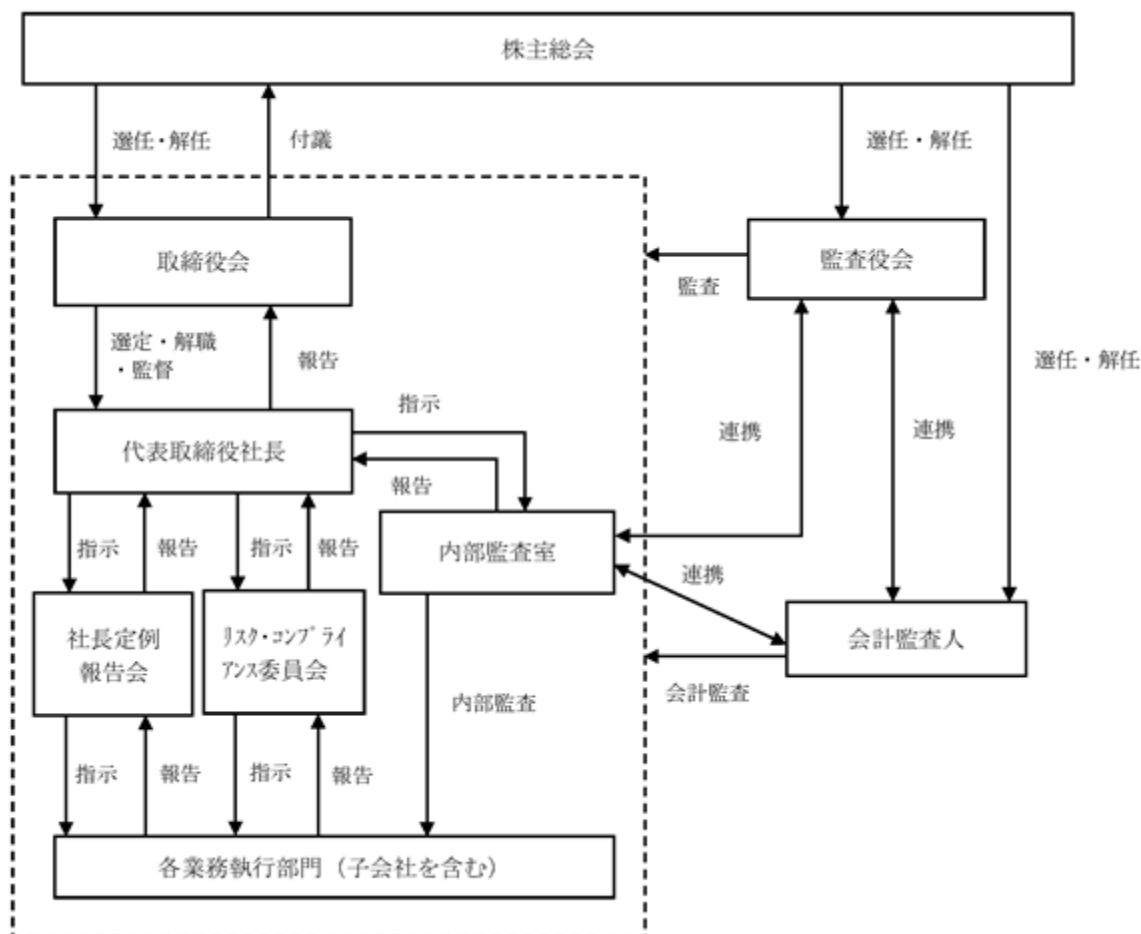 株主総会
選任・解任
付議
選任・解任
取締役会
監査役会
監査
選定・解職
・監督
報告
選任・解任
指示
代表取締役社長
連携
連携
報告
指示
報告
指示
報告
内部監査室
連携
社長定例
報告会
ﾘｽｸ・ｺﾝﾌﾟﾗｲ
ｱﾝｽ委員会
会計監査人
内部監査
会計監査
指示
報告
指示
報告
各業務執行部門（子会社を含む）